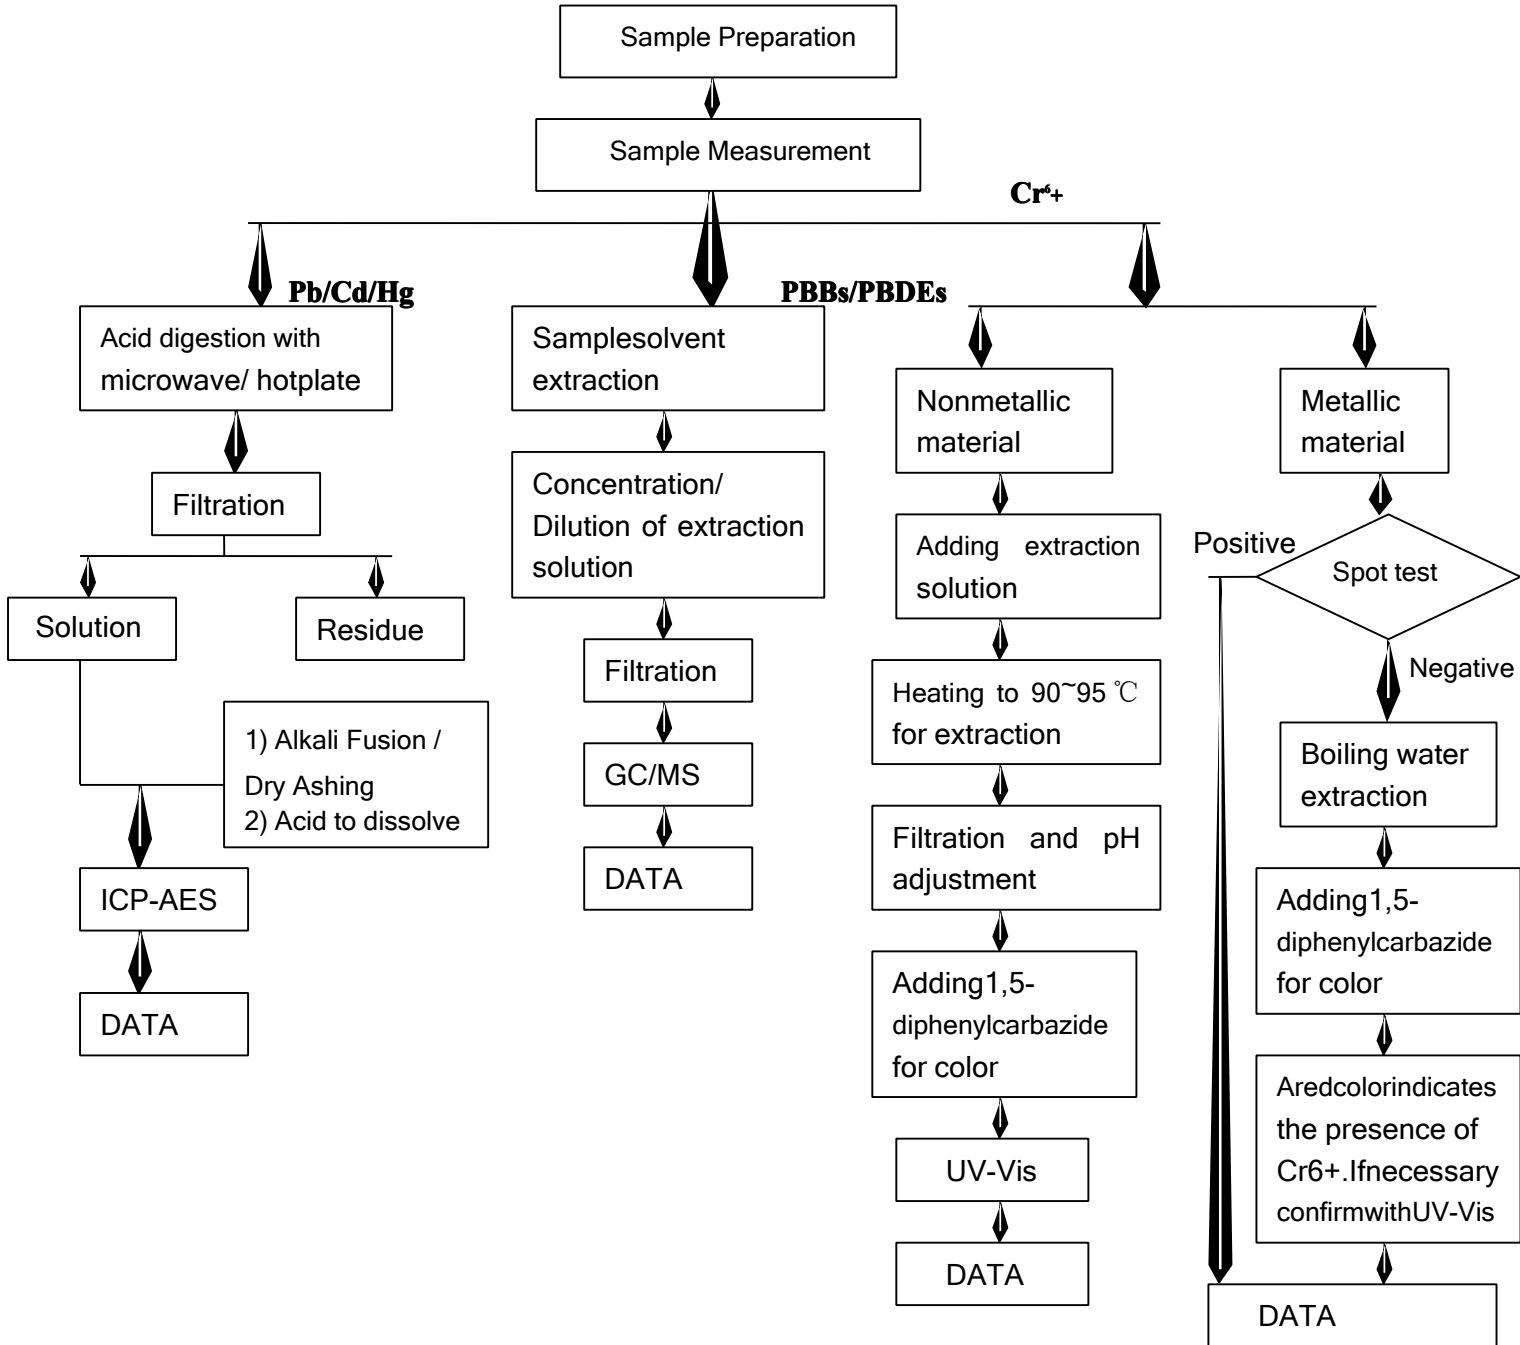 Sample Preparation
Sample Measurement
Cr⁶+
Pb/Cd/Hg
PBBs/PBDEs
Acid digestion with
microwave/ hotplate
Filtration
Solution
Residue
1) Alkali Fusion /
Dry Ashing
2) Acid to dissolve
ICP-AES
DATA
Samplesolvent
extraction
Concentration/
Dilution of extraction
solution
Filtration
GC/MS
DATA
Nonmetallic
material
Adding extraction
solution
Heating to 90~95 ℃
for extraction
Filtration and pH
adjustment
Adding1,5-
diphenylcarbazide
for color
UV-Vis
DATA
Metallic
material
Positive
Spot test
Negative
Boiling water
extraction
Adding1,5-
diphenylcarbazide
for color
Aredcolorindicates
the presence of
Cr6+.Ifnecessary
confirmwithUV-Vis
DATA